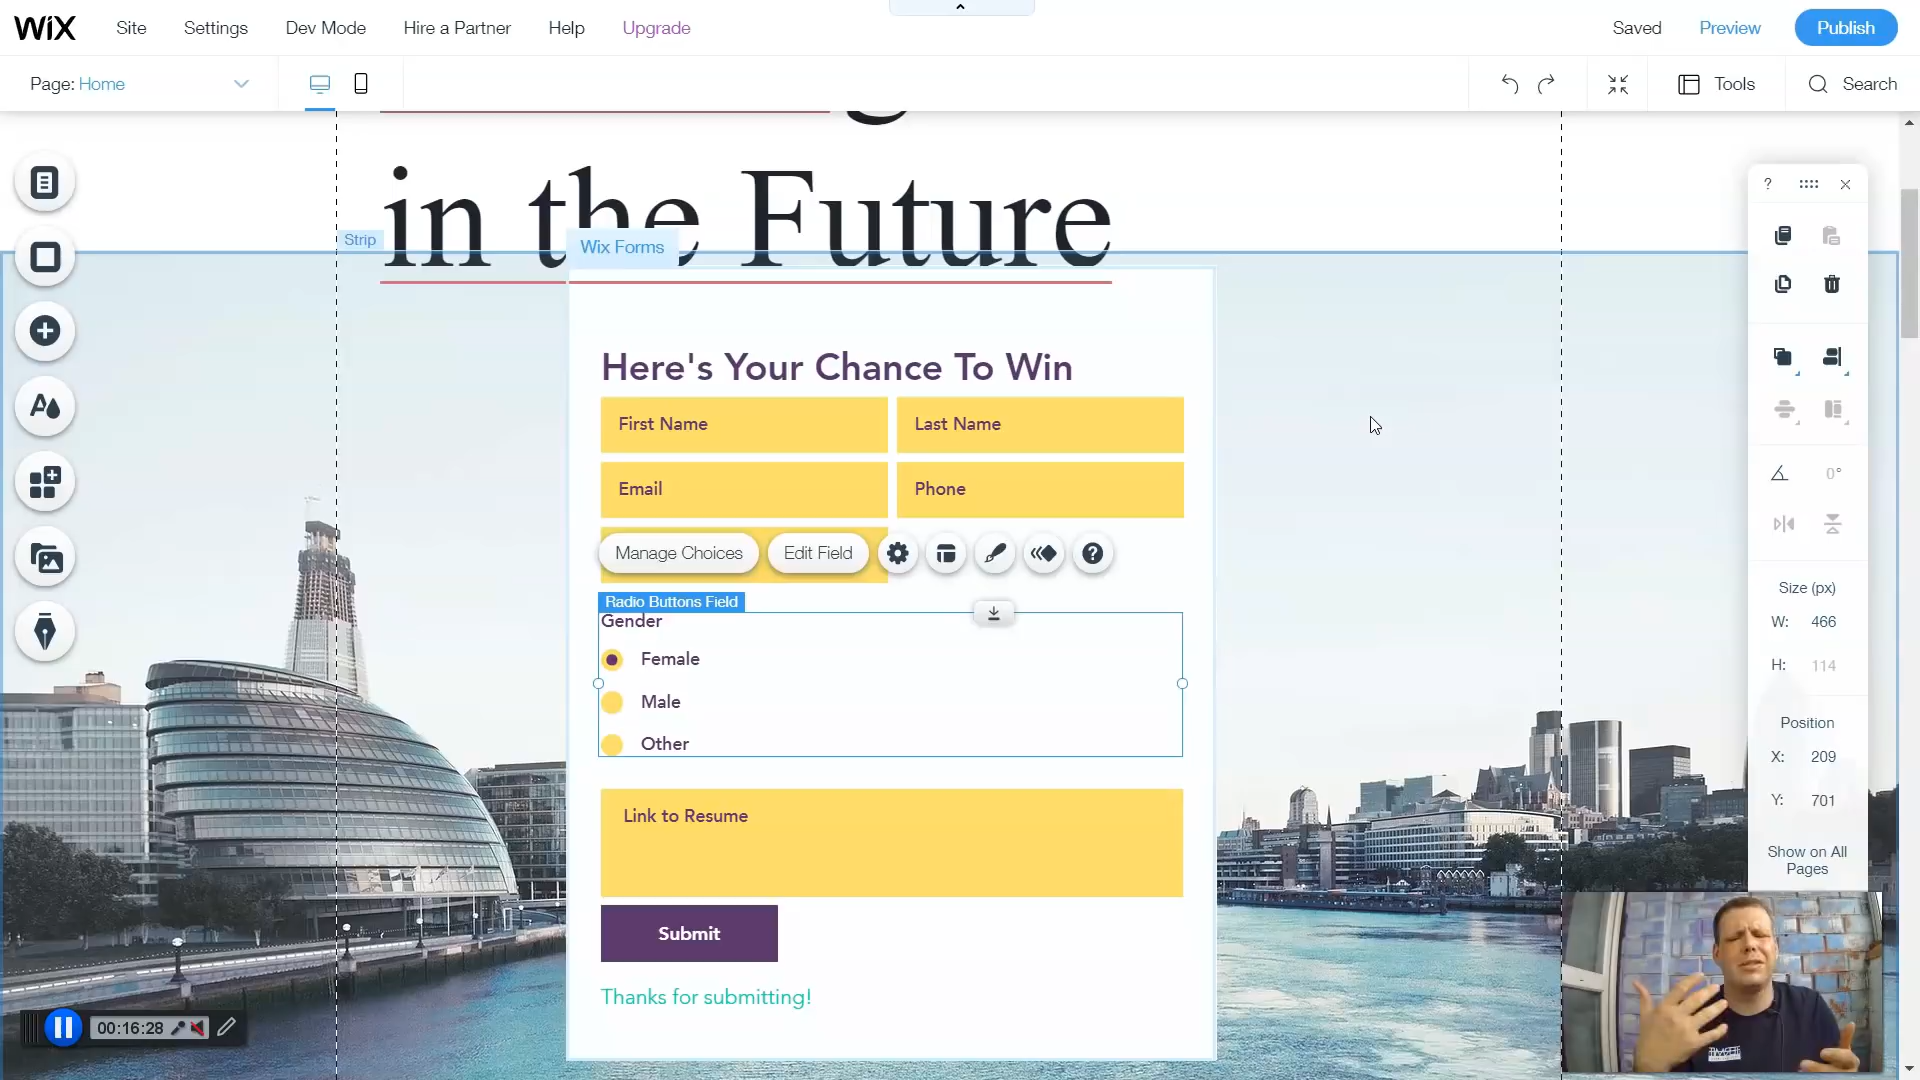 WiX Site Settings Dev Mode Hire a Partner Help Upgrade Saved Preview Publish
Page: Home Tools Search
in the Future
Strip
Wix Forms
Here's Your Chance To Win
First Name Last Name
Email Phone
Manage Choices Edit Field
Radio Buttons Field
Gender
Female
Male
Other
Link to Resume
Submit
Thanks for submitting!
?
0°
Size (px)
W: 466
H: 114
Position
X: 209
Y: 701
Show on All
Pages
00:16:28